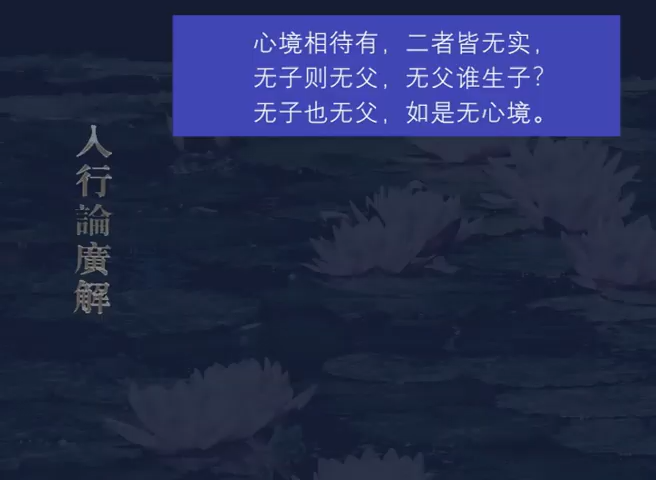 心境相待有，二者皆无实，
无子则无父，无父谁生子？
无子也无父，如是无心境。
入行論廣解